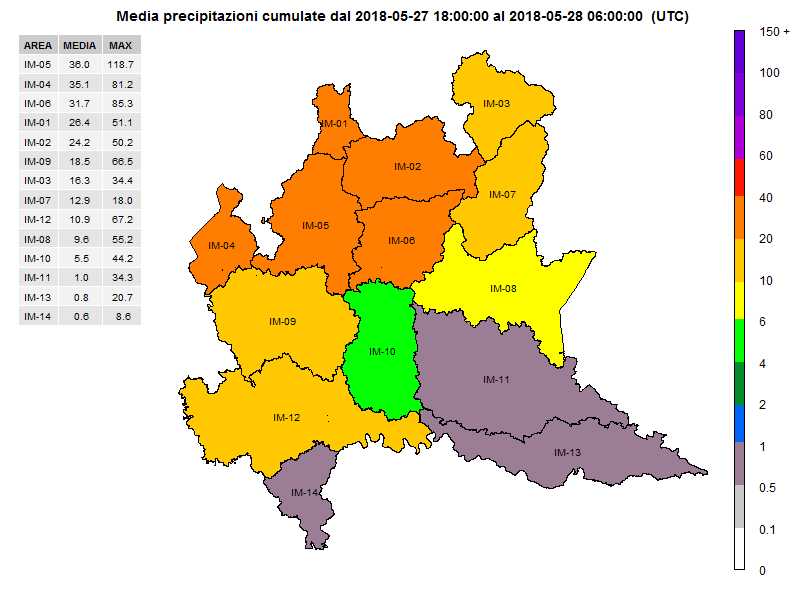 Media precipitazioni cumulate dal 2018-05-27 18:00:00 al 2018-05-28 06:00:00 (UTC)
AREA MEDIA MAX
IM-05 36.0 118.7
IM-04 35.1 81.2
IM-06 31.7 85.3
IM-01 26.4 51.1
IM-02 24.2 50.2
IM-09 18.5 66.5
IM-03 16.3 34.4
IM-07 12.9 18.0
IM-12 10.9 67.2
IM-08 9.6 55.2
IM-10 5.5 44.2
IM-11 1.0 34.3
IM-13 0.8 20.7
IM-14 0.6 8.6
IM-03
IM-01
IM-02
IM-07
IM-05
IM-06
IM-04
IM-08
IM-09
IM-10
IM-11
IM-12
IM-13
IM-14
150 +
100
80
60
40
20
10
6
4
2
1
0.5
0.1
0